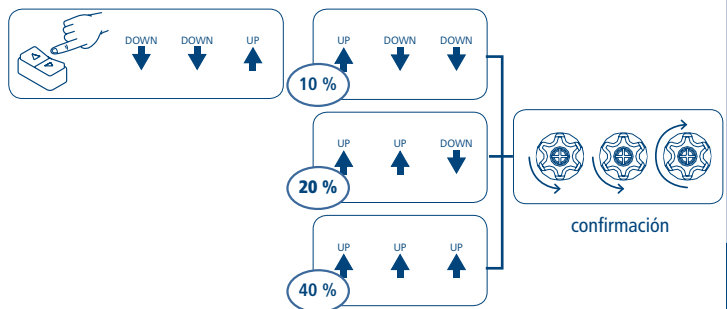 DOWN DOWN UP
UP DOWN DOWN
10 %
UP UP DOWN
20 %
confirmación
UP UP UP
40 %